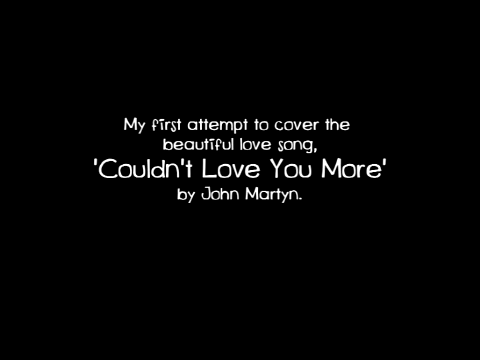 My first attempt to cover the
beautiful love song,
'Couldn't Love You More'
by John Martyn.